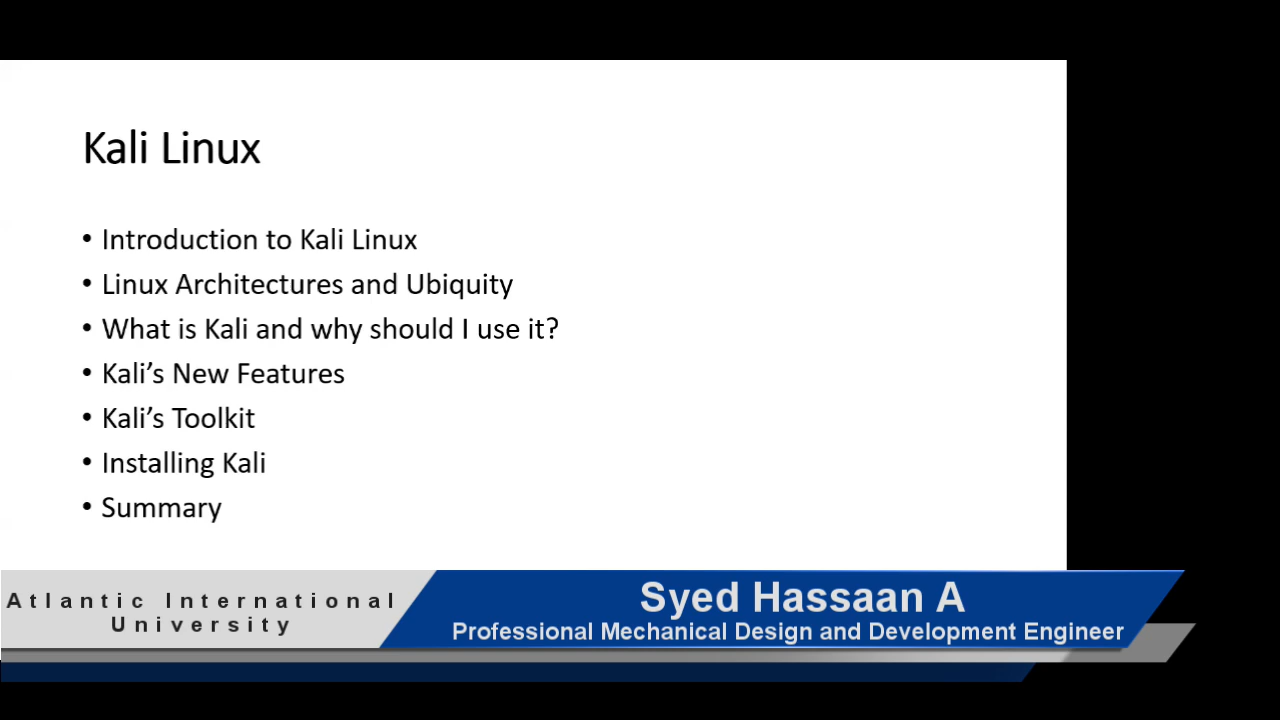 Kali Linux
• Introduction to Kali Linux
• Linux Architectures and Ubiquity
• What is Kali and why should I use it?
• Kali’s New Features
• Kali’s Toolkit
• Installing Kali
• Summary
Atlantic International
University
Syed Hassaan A
Professional Mechanical Design and Development Engineer